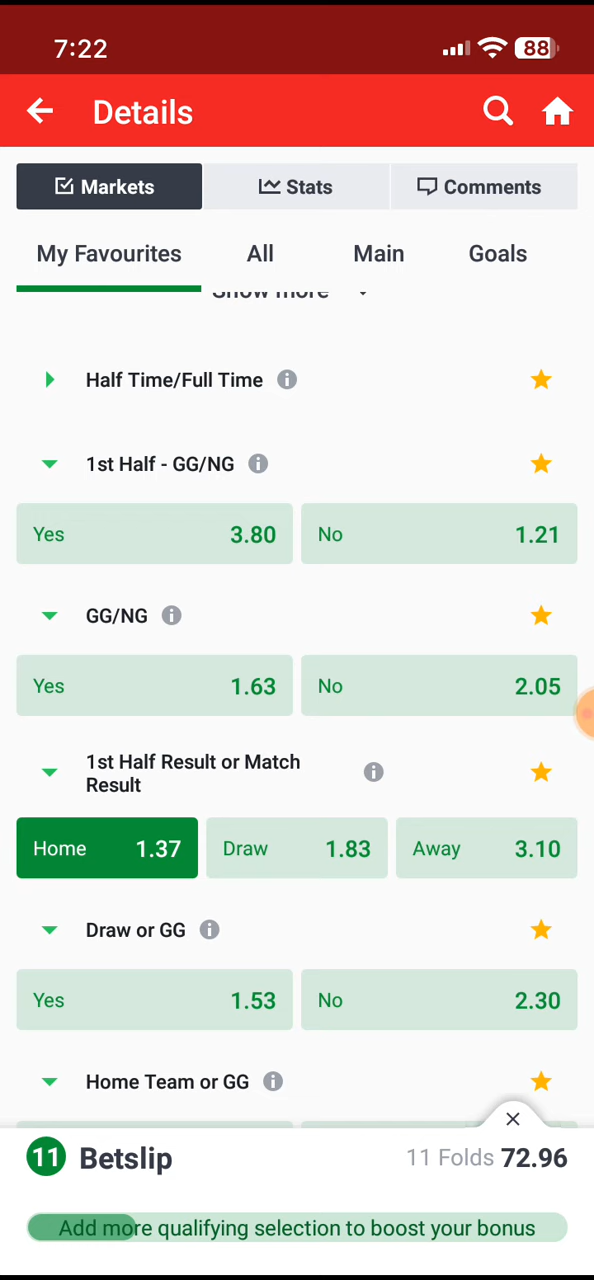 7:22
88
Details
Markets
Stats
Comments
My Favourites
All
Main
Goals
Show more
Half Time/Full Time
1st Half - GG/NG
Yes 3.80
No 1.21
GG/NG
Yes 1.63
No 2.05
1st Half Result or Match
Result
Home 1.37
Draw 1.83
Away 3.10
Draw or GG
Yes 1.53
No 2.30
Home Team or GG
11 Betslip
11 Folds 72.96
Add more qualifying selection to boost your bonus